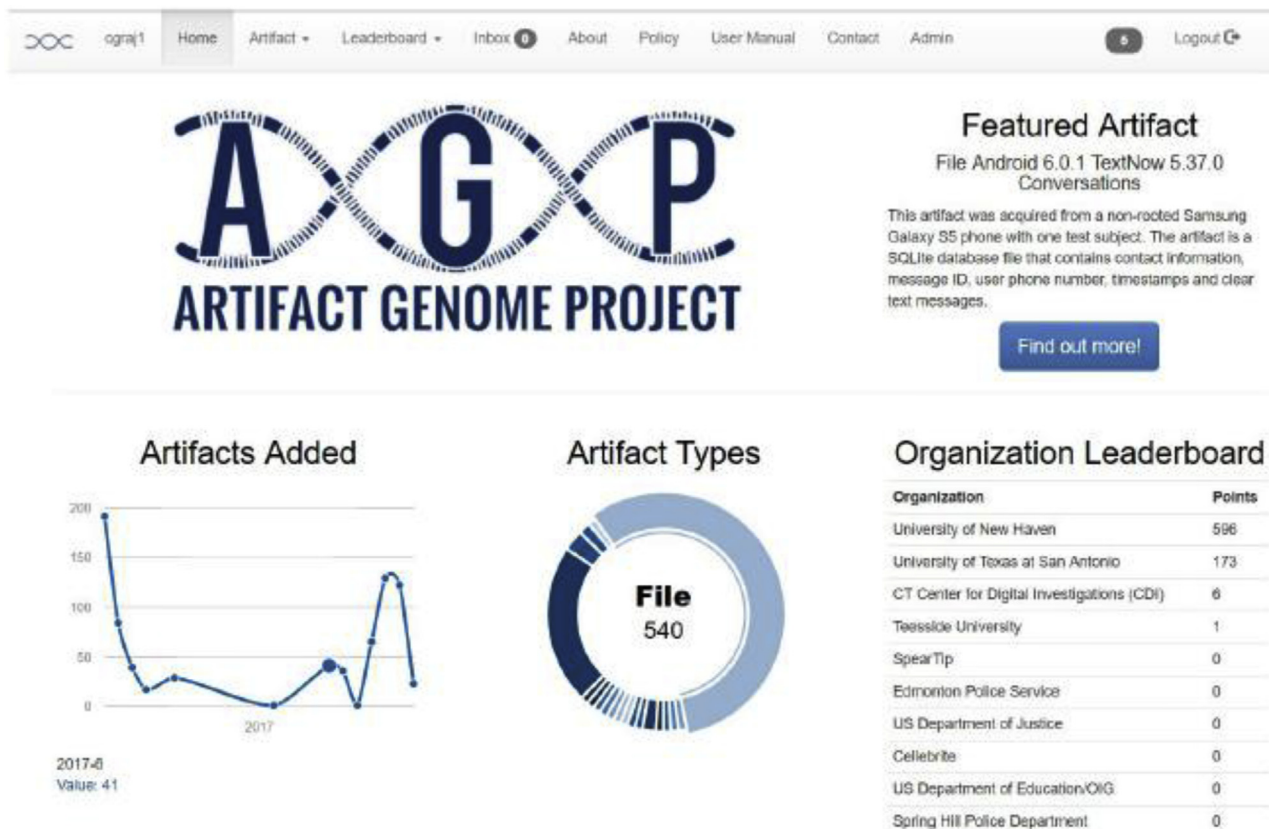 ograj1 Home Artifact Leaderboard Inbox 0 About Policy User Manual Contact Admin 6 Logout
AGP
ARTIFACT GENOME PROJECT
Featured Artifact
File Android 6.0.1 TextNow 5.37.0
Conversations
This artifact was acquired from a non-rooted Samsung
Galaxy S5 phone with one test subject. The artifact is a
SQLite database file that contains contact information,
message ID, user phone number, timestamps and clear
text messages.
Find out more!
Artifacts Added
200
150
100
50
0
2017
2017-6
Value: 41
Artifact Types
File
540
Organization Leaderboard
Organization Points
University of New Haven 596
University of Texas at San Antonio 173
CT Center for Digital Investigations (CDI) 6
Teesside University 1
SpearTip 0
Edmonton Police Service 0
US Department of Justice 0
Cellebrite 0
US Department of Education/OIG 0
Spring Hill Police Department 0